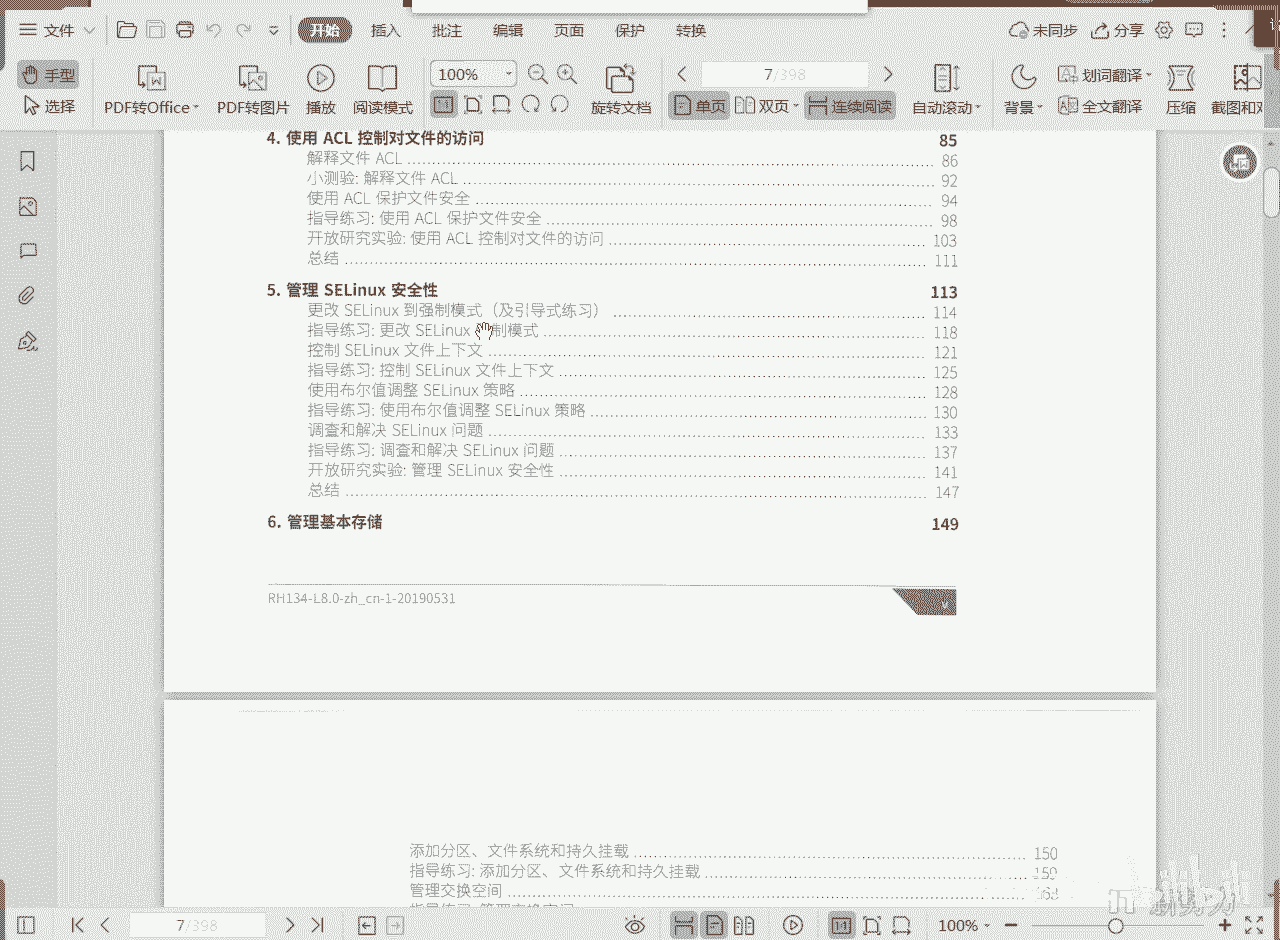 文件
开始
插入
批注
编辑
页面
保护
转换
未同步
分享
手型
选择
PDF转Office
PDF转图片
播放
阅读模式
100%
旋转文档
7/398
单页
双页
连续阅读
自动滚动
背景
划词翻译
全文翻译
压缩
截图和对
4. 使用 ACL 控制对文件的访问 85
解释文件 ACL 86
小测验: 解释文件 ACL 92
使用 ACL 保护文件安全 94
指导练习: 使用 ACL 保护文件安全 98
开放研究实验: 使用 ACL 控制对文件的访问 103
总结 111
5. 管理 SELinux 安全性 113
更改 SELinux 到强制模式（及引导式练习） 114
指导练习: 更改 SELinux 制模式 118
控制 SELinux 文件上下文 121
指导练习: 控制 SELinux 文件上下文 125
使用布尔值调整 SELinux 策略 128
指导练习: 使用布尔值调整 SELinux 策略 130
调查和解决 SELinux 问题 133
指导练习: 调查和解决 SELinux 问题 137
开放研究实验: 管理 SELinux 安全性 141
总结 147
6. 管理基本存储 149
RH134-L8.0-zh_cn-1-20190531
v
添加分区、文件系统和持久挂载 150
指导练习: 添加分区、文件系统和持久挂载 159
管理交换空间 168
7/398
100%